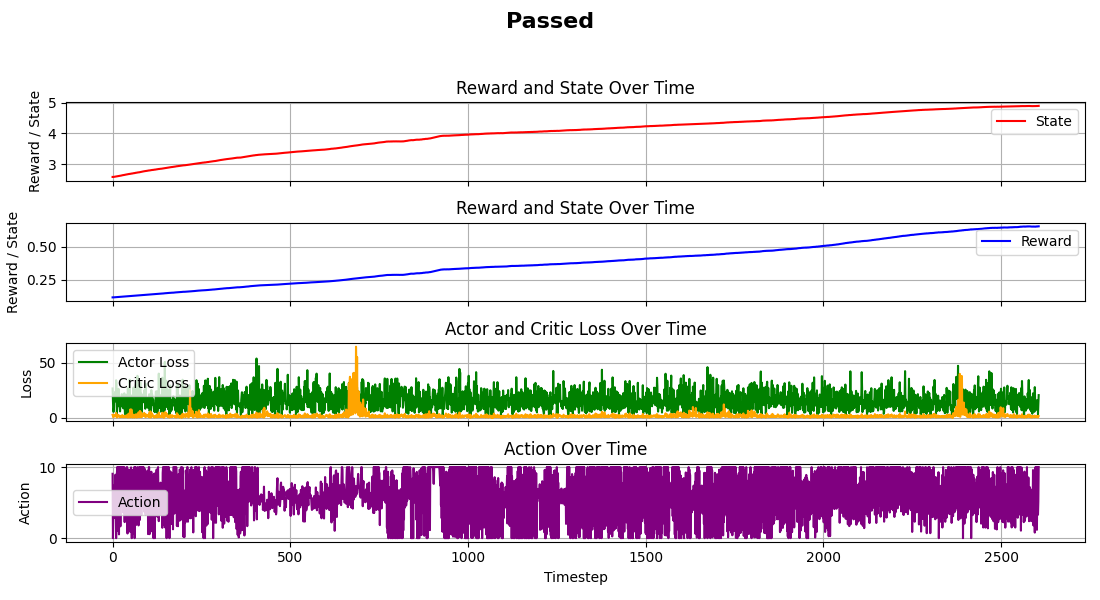 Passed
Reward and State Over Time
Reward / State
5
4
3
State
Reward and State Over Time
Reward / State
0.50
0.25
Reward
Actor and Critic Loss Over Time
Loss
50
0
Actor Loss
Critic Loss
Action Over Time
Action
10
0
Action
0 500 1000 1500 2000 2500
Timestep